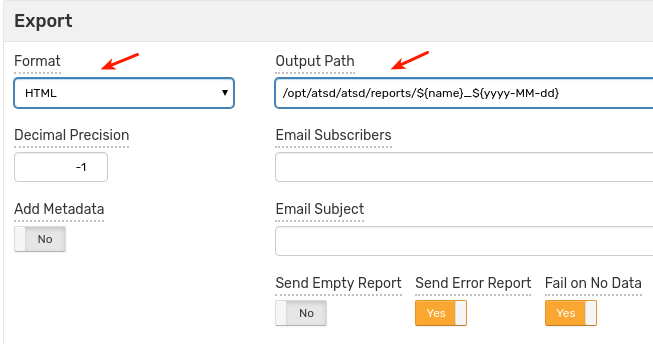 Export
Format
Output Path
HTML
/opt/atsd/atsd/reports/${name}_${yyyy-MM-dd}
Decimal Precision
Email Subscribers
-1
Add Metadata
Email Subject
No
Send Empty Report
Send Error Report
Fail on No Data
No
Yes
Yes